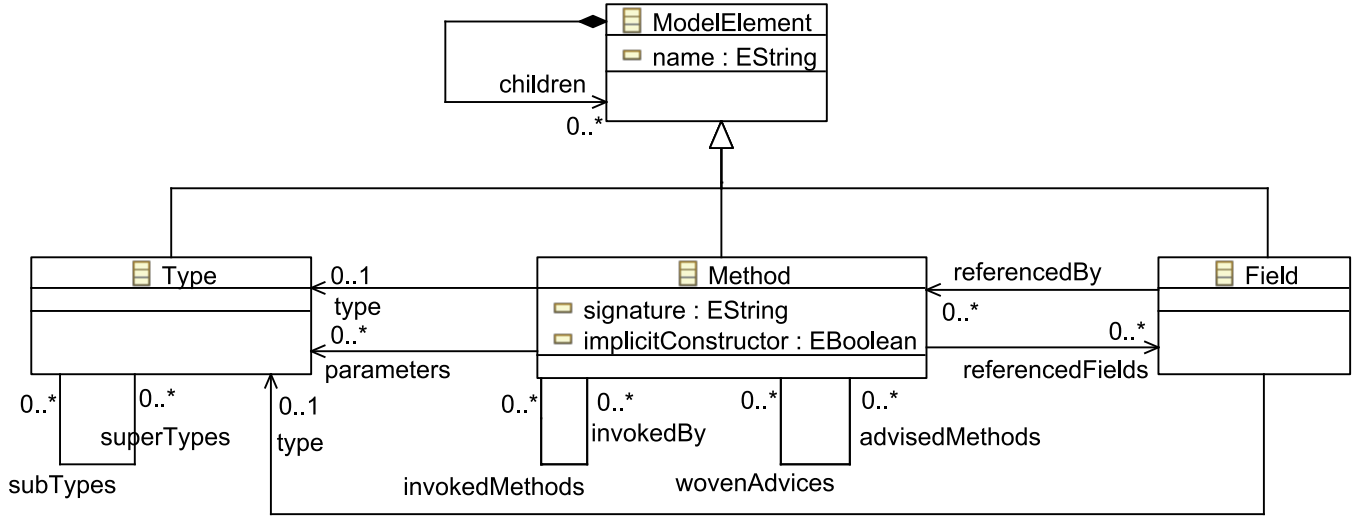 ModelElement
name : EString
children
0..*
Type
0..1
type
0..*
parameters
Method
signature : EString
implicitConstructor : EBoolean
referencedBy
0..*
0..*
referencedFields
Field
0..*
0..*
superTypes
subTypes
0..1
type
0..*
0..*
invokedBy
invokedMethods
0..*
0..*
advisedMethods
wovenAdvices